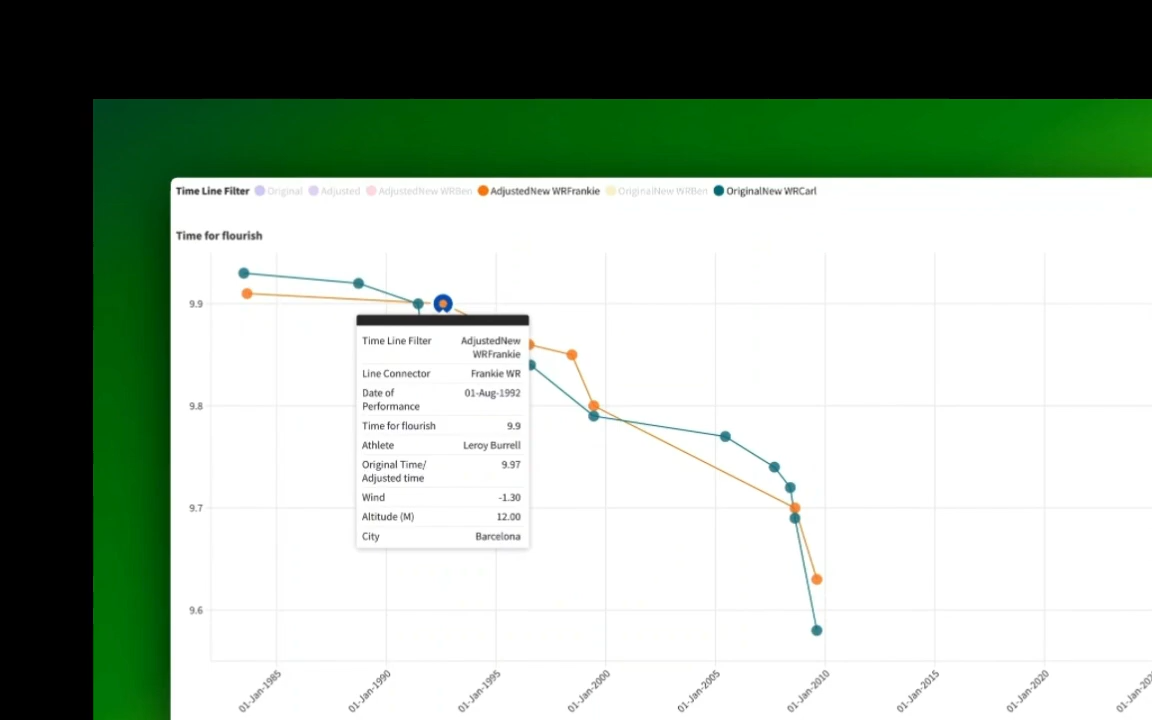 Time Line Filter Original Adjusted AdjustedNew WRBen AdjustedNew WRFrankie OriginalNew WRBen OriginalNew WRCarl
Time for flourish
9.9
9.8
9.7
9.6
Time Line Filter AdjustedNew
WRFrankie
Line Connector Frankie WR
Date of 01-Aug-1992
Performance
Time for flourish 9.9
Athlete Leroy Burrell
Original Time/ 9.97
Adjusted time
Wind -1.30
Altitude (M) 12.00
City Barcelona
01-Jan-1985 01-Jan-1990 01-Jan-1995 01-Jan-2000 01-Jan-2005 01-Jan-2010 01-Jan-2015 01-Jan-2020